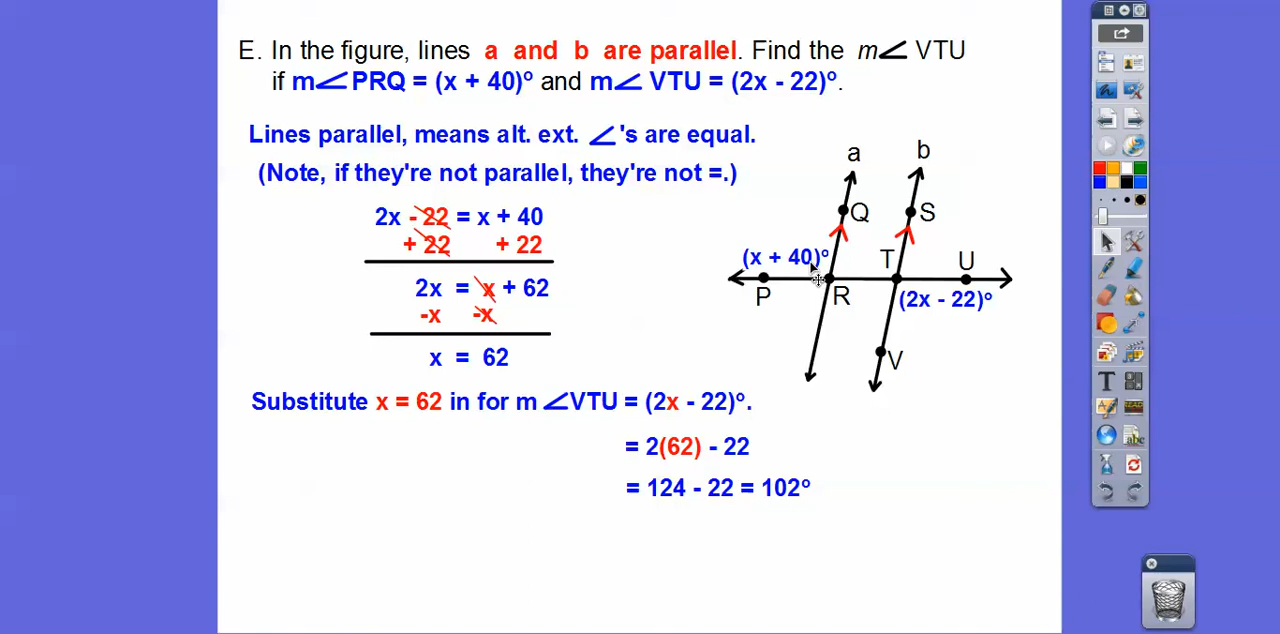 E. In the figure, lines a and b are parallel. Find the m∠ VTU
if m∠PRQ = (x + 40)º and m∠ VTU = (2x - 22)º.
Lines parallel, means alt. ext. ∠'s are equal.
(Note, if they're not parallel, they're not =.)
2x - 22 = x + 40
+ 22 + 22
2x = x + 62
-x -x
x = 62
Substitute x = 62 in for m ∠VTU = (2x - 22)º.
= 2(62) - 22
= 124 - 22 = 102º
a b
Q S
(x + 40)º T U
P R (2x - 22)º
V